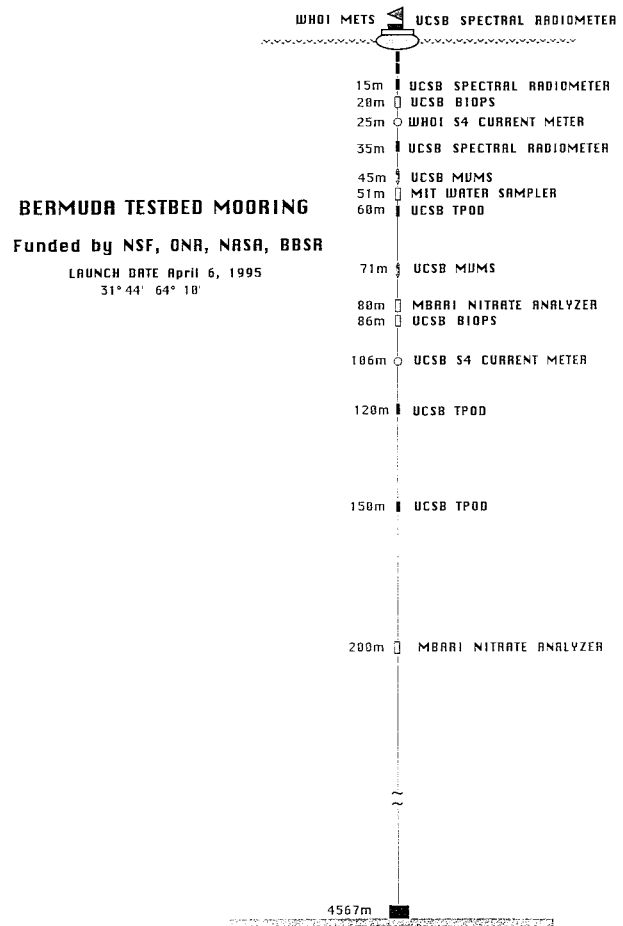 WHOI METS UCSB SPECTRAL RADIOMETER
15m UCSB SPECTRAL RADIOMETER
20m UCSB BIOPS
25m WHOI S4 CURRENT METER
35m UCSB SPECTRAL RADIOMETER
45m UCSB MVMS
51m MIT WATER SAMPLER
60m UCSB TPOD
BERMUDA TESTBED MOORING
Funded by NSF, ONR, NASA, BBSR
LAUNCH DATE April 6, 1995
31° 44' 64° 10'
71m UCSB MVMS
80m MBARI NITRATE ANALYZER
86m UCSB BIOPS
106m UCSB S4 CURRENT METER
120m UCSB TPOD
150m UCSB TPOD
200m MBARI NITRATE ANALYZER
4567m